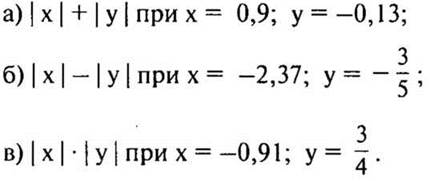 а) | x | + | y | при x = 0,9; y = −0,13;
б) | x | − | y | при x = −2,37; y = − 3/5 ;
в) | x | · | y | при x = −0,91; y = 3/4 .